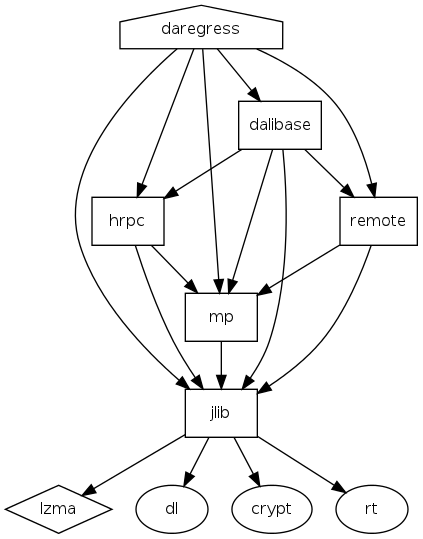 daregress
dalibase
hrpc
remote
mp
jlib
lzma
dl
crypt
rt